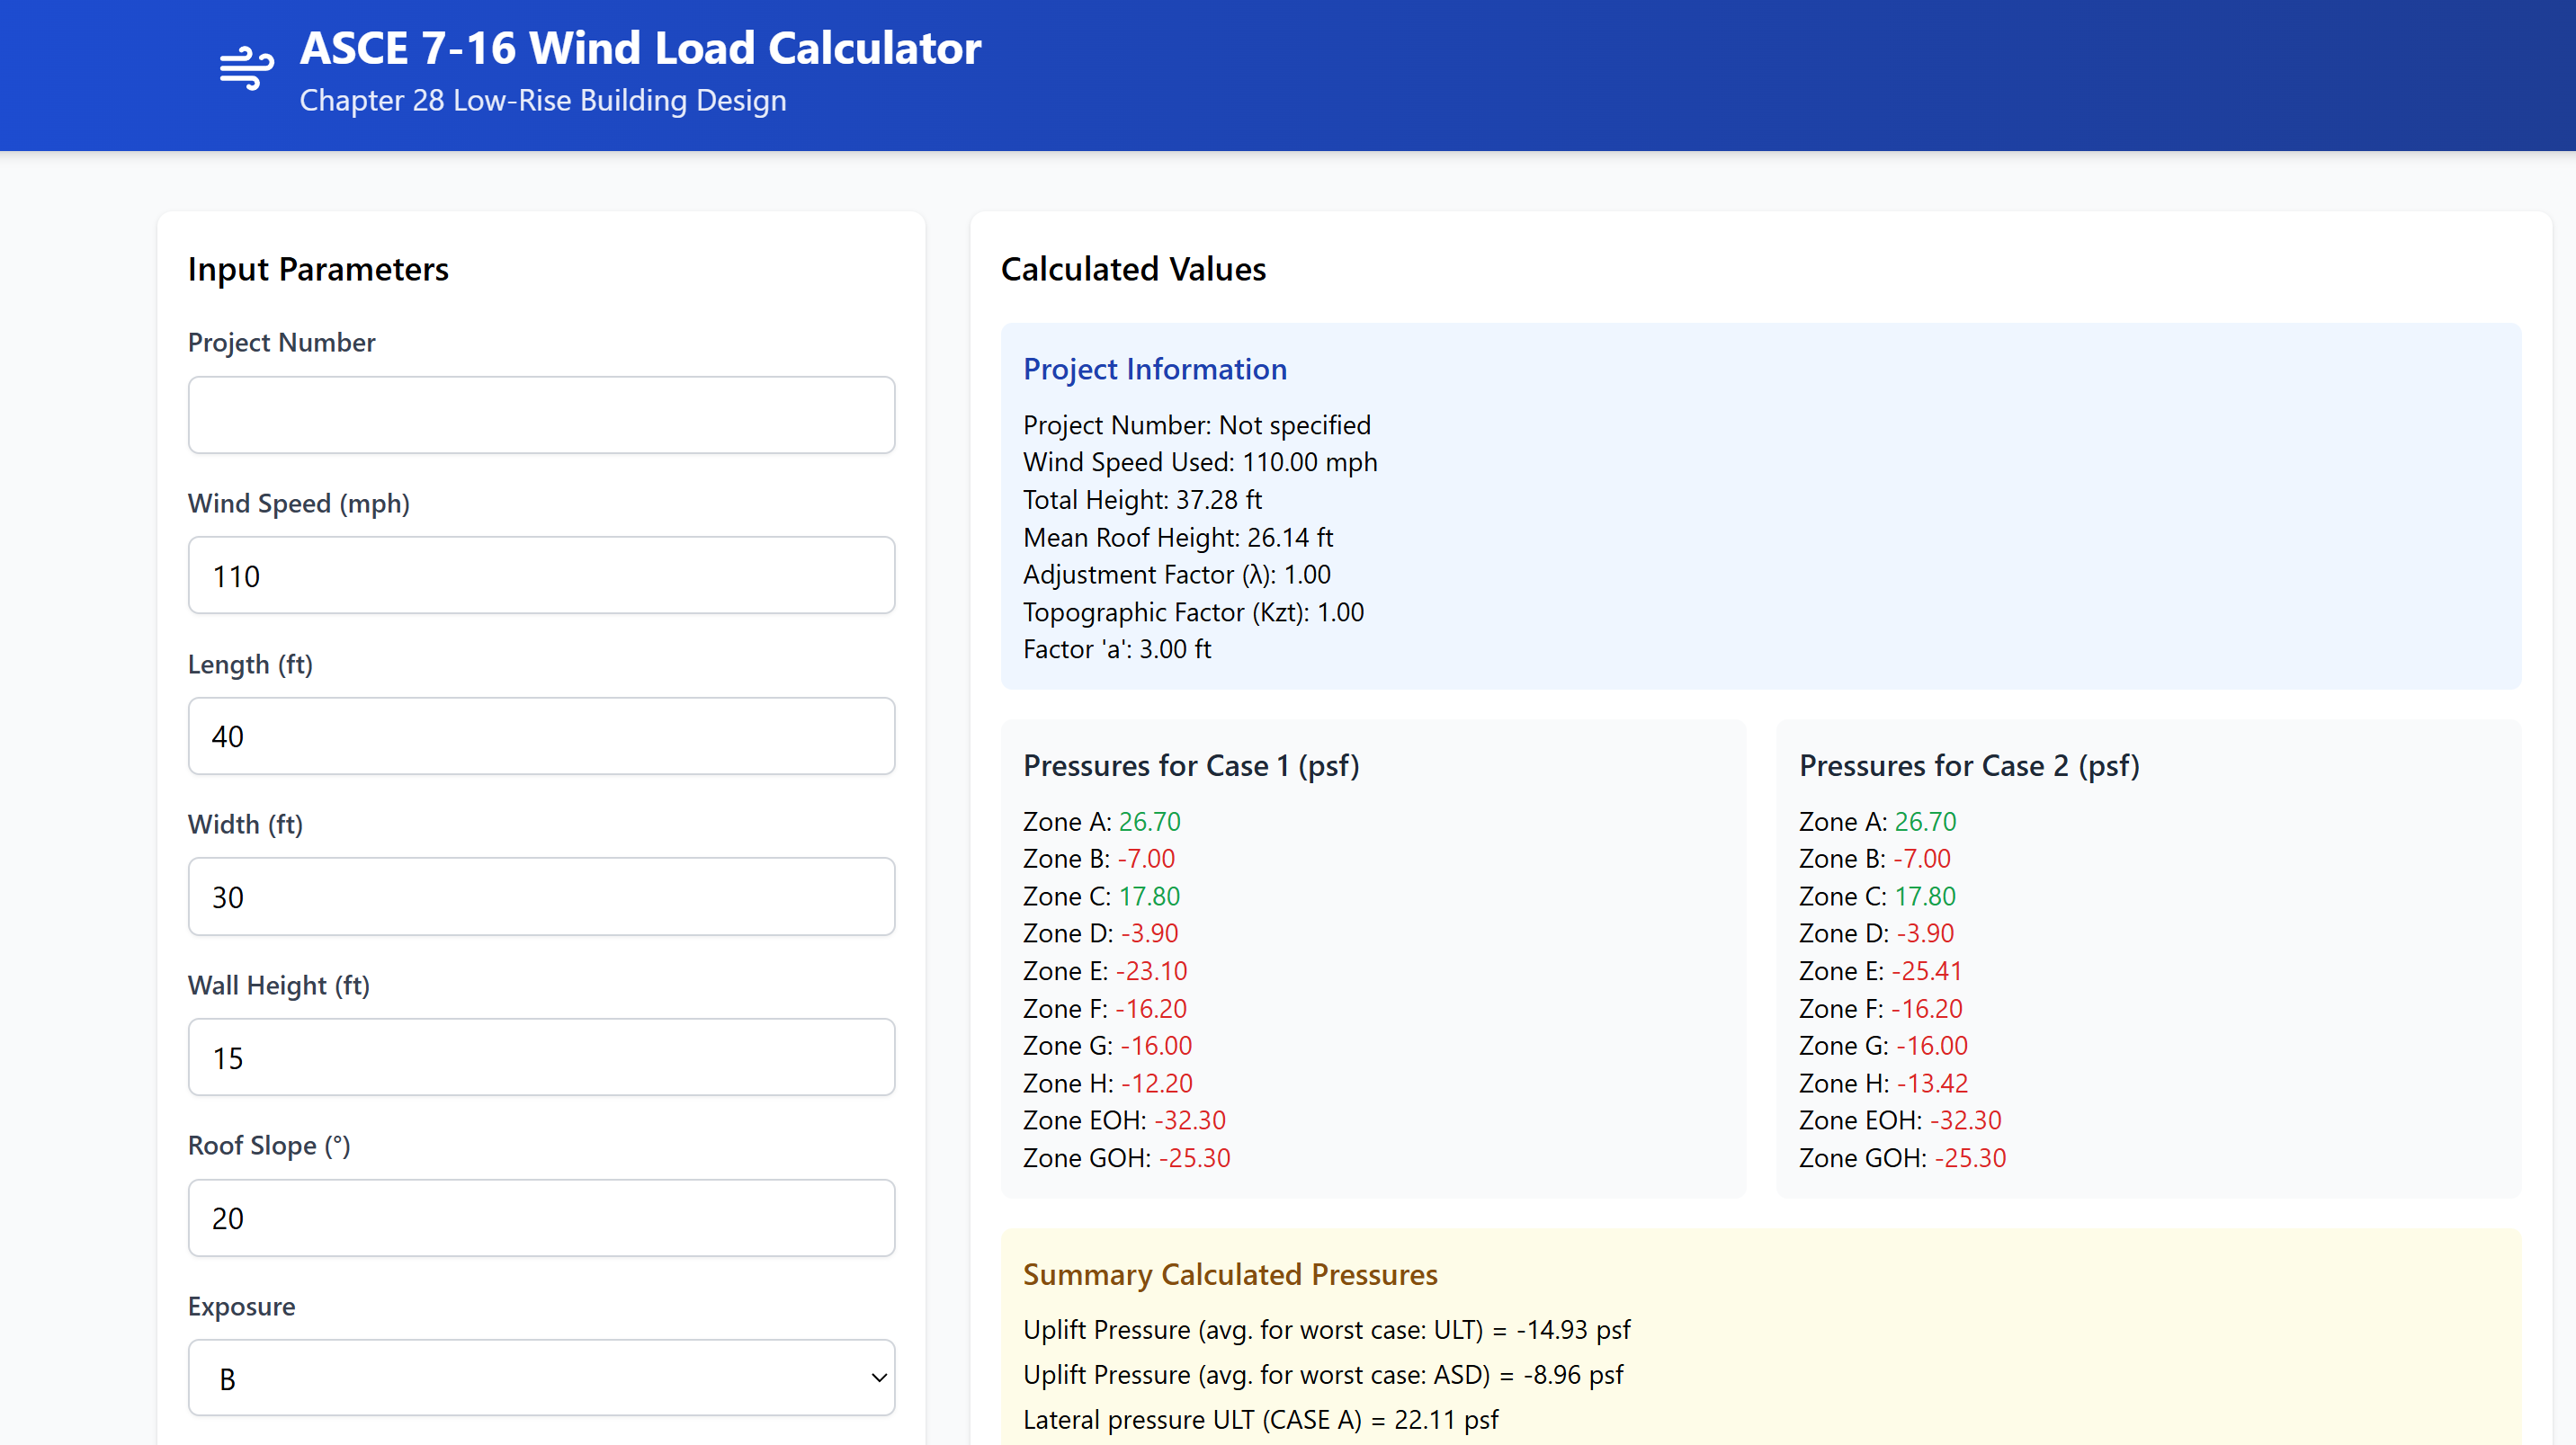 ASCE 7-16 Wind Load Calculator
Chapter 28 Low-Rise Building Design
Input Parameters
Project Number
Wind Speed (mph)
110
Length (ft)
40
Width (ft)
30
Wall Height (ft)
15
Roof Slope (°)
20
Exposure
B
Calculated Values
Project Information
Project Number: Not specified
Wind Speed Used: 110.00 mph
Total Height: 37.28 ft
Mean Roof Height: 26.14 ft
Adjustment Factor (λ): 1.00
Topographic Factor (Kzt): 1.00
Factor 'a': 3.00 ft
Pressures for Case 1 (psf)
Zone A: 26.70
Zone B: -7.00
Zone C: 17.80
Zone D: -3.90
Zone E: -23.10
Zone F: -16.20
Zone G: -16.00
Zone H: -12.20
Zone EOH: -32.30
Zone GOH: -25.30
Pressures for Case 2 (psf)
Zone A: 26.70
Zone B: -7.00
Zone C: 17.80
Zone D: -3.90
Zone E: -25.41
Zone F: -16.20
Zone G: -16.00
Zone H: -13.42
Zone EOH: -32.30
Zone GOH: -25.30
Summary Calculated Pressures
Uplift Pressure (avg. for worst case: ULT) = -14.93 psf
Uplift Pressure (avg. for worst case: ASD) = -8.96 psf
Lateral pressure ULT (CASE A) = 22.11 psf